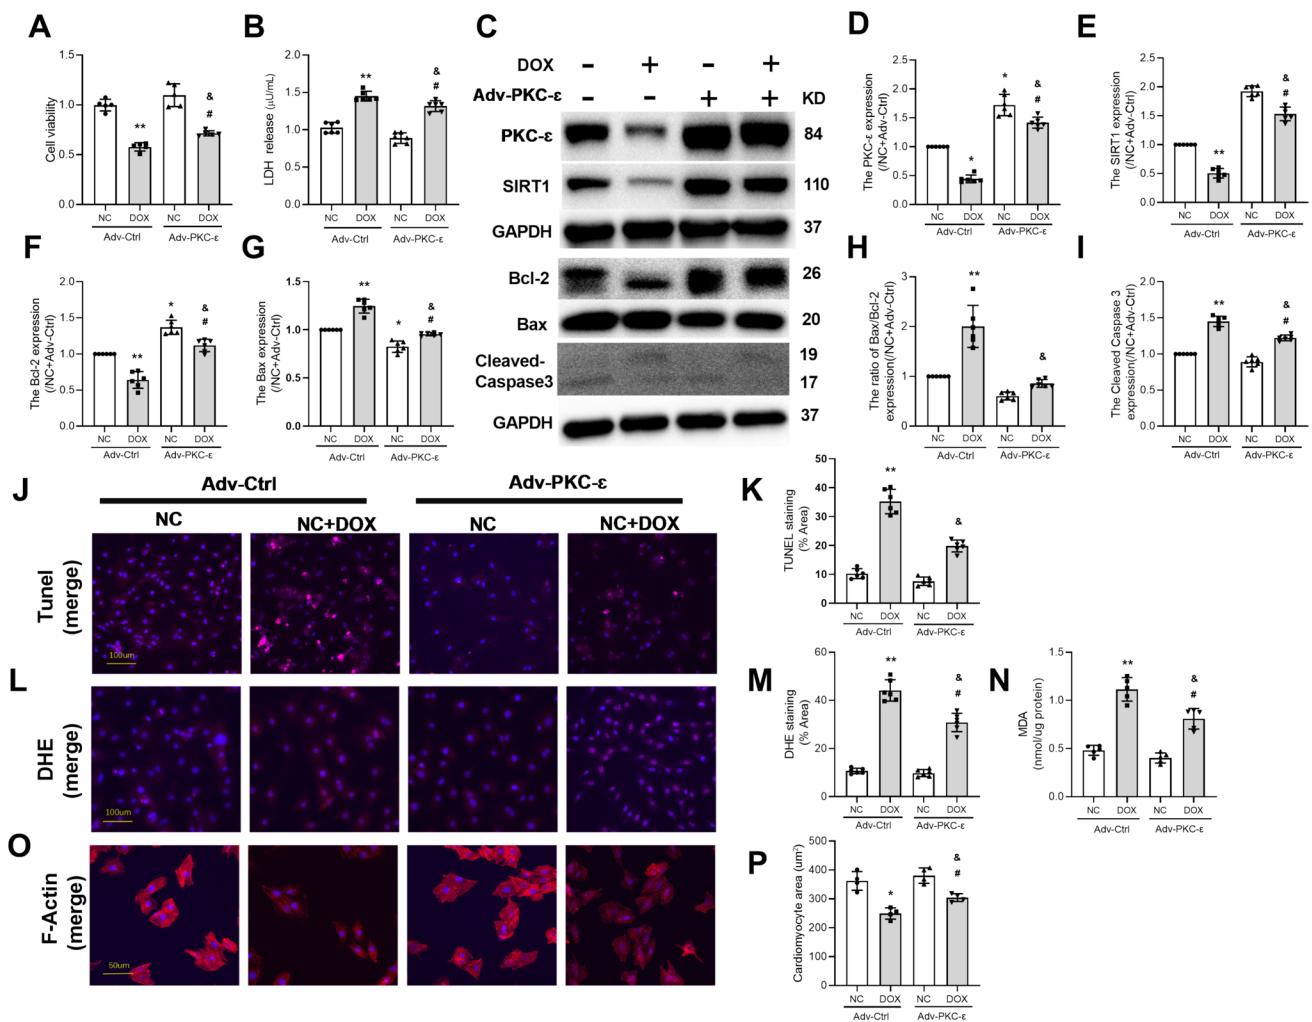 A
Cell viability
1.5
1.0
0.5
0.0
NC
DOX
NC
DOX
Adv-Ctrl
Adv-PKC-ε
**
&
#
B
LDH release (μU/mL)
2.0
1.5
1.0
0.5
0.0
NC
DOX
NC
DOX
Adv-Ctrl
Adv-PKC-ε
**
&
#
C
DOX
− + − +
Adv-PKC-ε
− − + +
KD
PKC-ε
84
SIRT1
110
GAPDH
37
Bcl-2
26
Bax
20
Cleaved-
Caspase3
19
17
GAPDH
37
D
The PKC-ε expression
(/NC+Adv-Ctrl)
2.5
2.0
1.5
1.0
0.5
0.0
NC
DOX
NC
DOX
Adv-Ctrl
Adv-PKC-ε
*
*
&
#
E
The SIRT1 expression
(/NC+Adv-Ctrl)
2.5
2.0
1.5
1.0
0.5
0.0
NC
DOX
NC
DOX
Adv-Ctrl
Adv-PKC-ε
**
&
#
F
The Bcl-2 expression
(/NC+Adv-Ctrl)
2.0
1.5
1.0
0.5
0.0
NC
DOX
NC
DOX
Adv-Ctrl
Adv-PKC-ε
**
*
&
#
G
The Bax expression
(/NC+Adv-Ctrl)
1.5
1.0
0.5
0.0
NC
DOX
NC
DOX
Adv-Ctrl
Adv-PKC-ε
**
*
&
#
H
The ratio of Bax/Bcl-2
expression(/NC+Adv-Ctrl)
3
2
1
0
NC
DOX
NC
DOX
Adv-Ctrl
Adv-PKC-ε
**
&
I
The Cleaved Caspase 3
expression(/NC+Adv-Ctrl)
2.0
1.5
1.0
0.5
0.0
NC
DOX
NC
DOX
Adv-Ctrl
Adv-PKC-ε
**
&
#
J
Adv-Ctrl
Adv-PKC-ε
NC
NC+DOX
NC
NC+DOX
Tunel
(merge)
100um
K
TUNEL staining
(% Area)
50
40
30
20
10
0
NC
DOX
NC
DOX
Adv-Ctrl
Adv-PKC-ε
**
&
L
DHE
(merge)
100um
M
DHE staining
(% Area)
60
40
20
0
NC
DOX
NC
DOX
Adv-Ctrl
Adv-PKC-ε
**
&
#
N
MDA
(nmol/ug protein)
1.5
1.0
0.5
0.0
NC
DOX
NC
DOX
Adv-Ctrl
Adv-PKC-ε
**
&
#
O
F-Actin
(merge)
50um
P
Cardiomyocyte area (um²)
500
400
300
200
100
0
NC
DOX
NC
DOX
Adv-Ctrl
Adv-PKC-ε
*
&
#